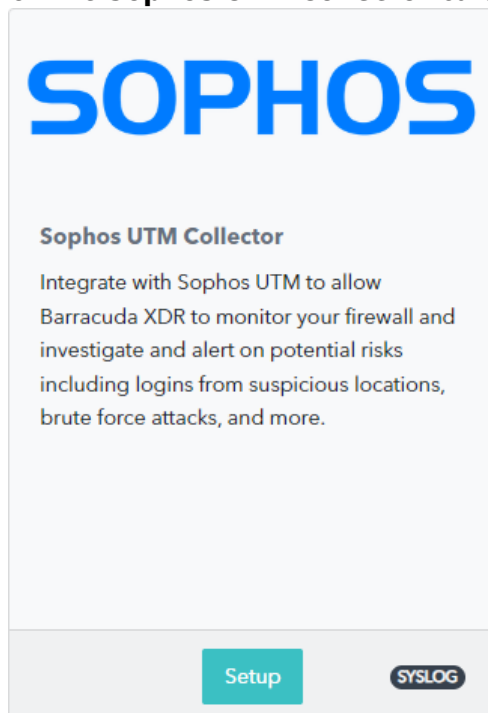 SOPHOS
Sophos UTM Collector
Integrate with Sophos UTM to allow
Barracuda XDR to monitor your firewall and
investigate and alert on potential risks
including logins from suspicious locations,
brute force attacks, and more.
Setup
SYSLOG